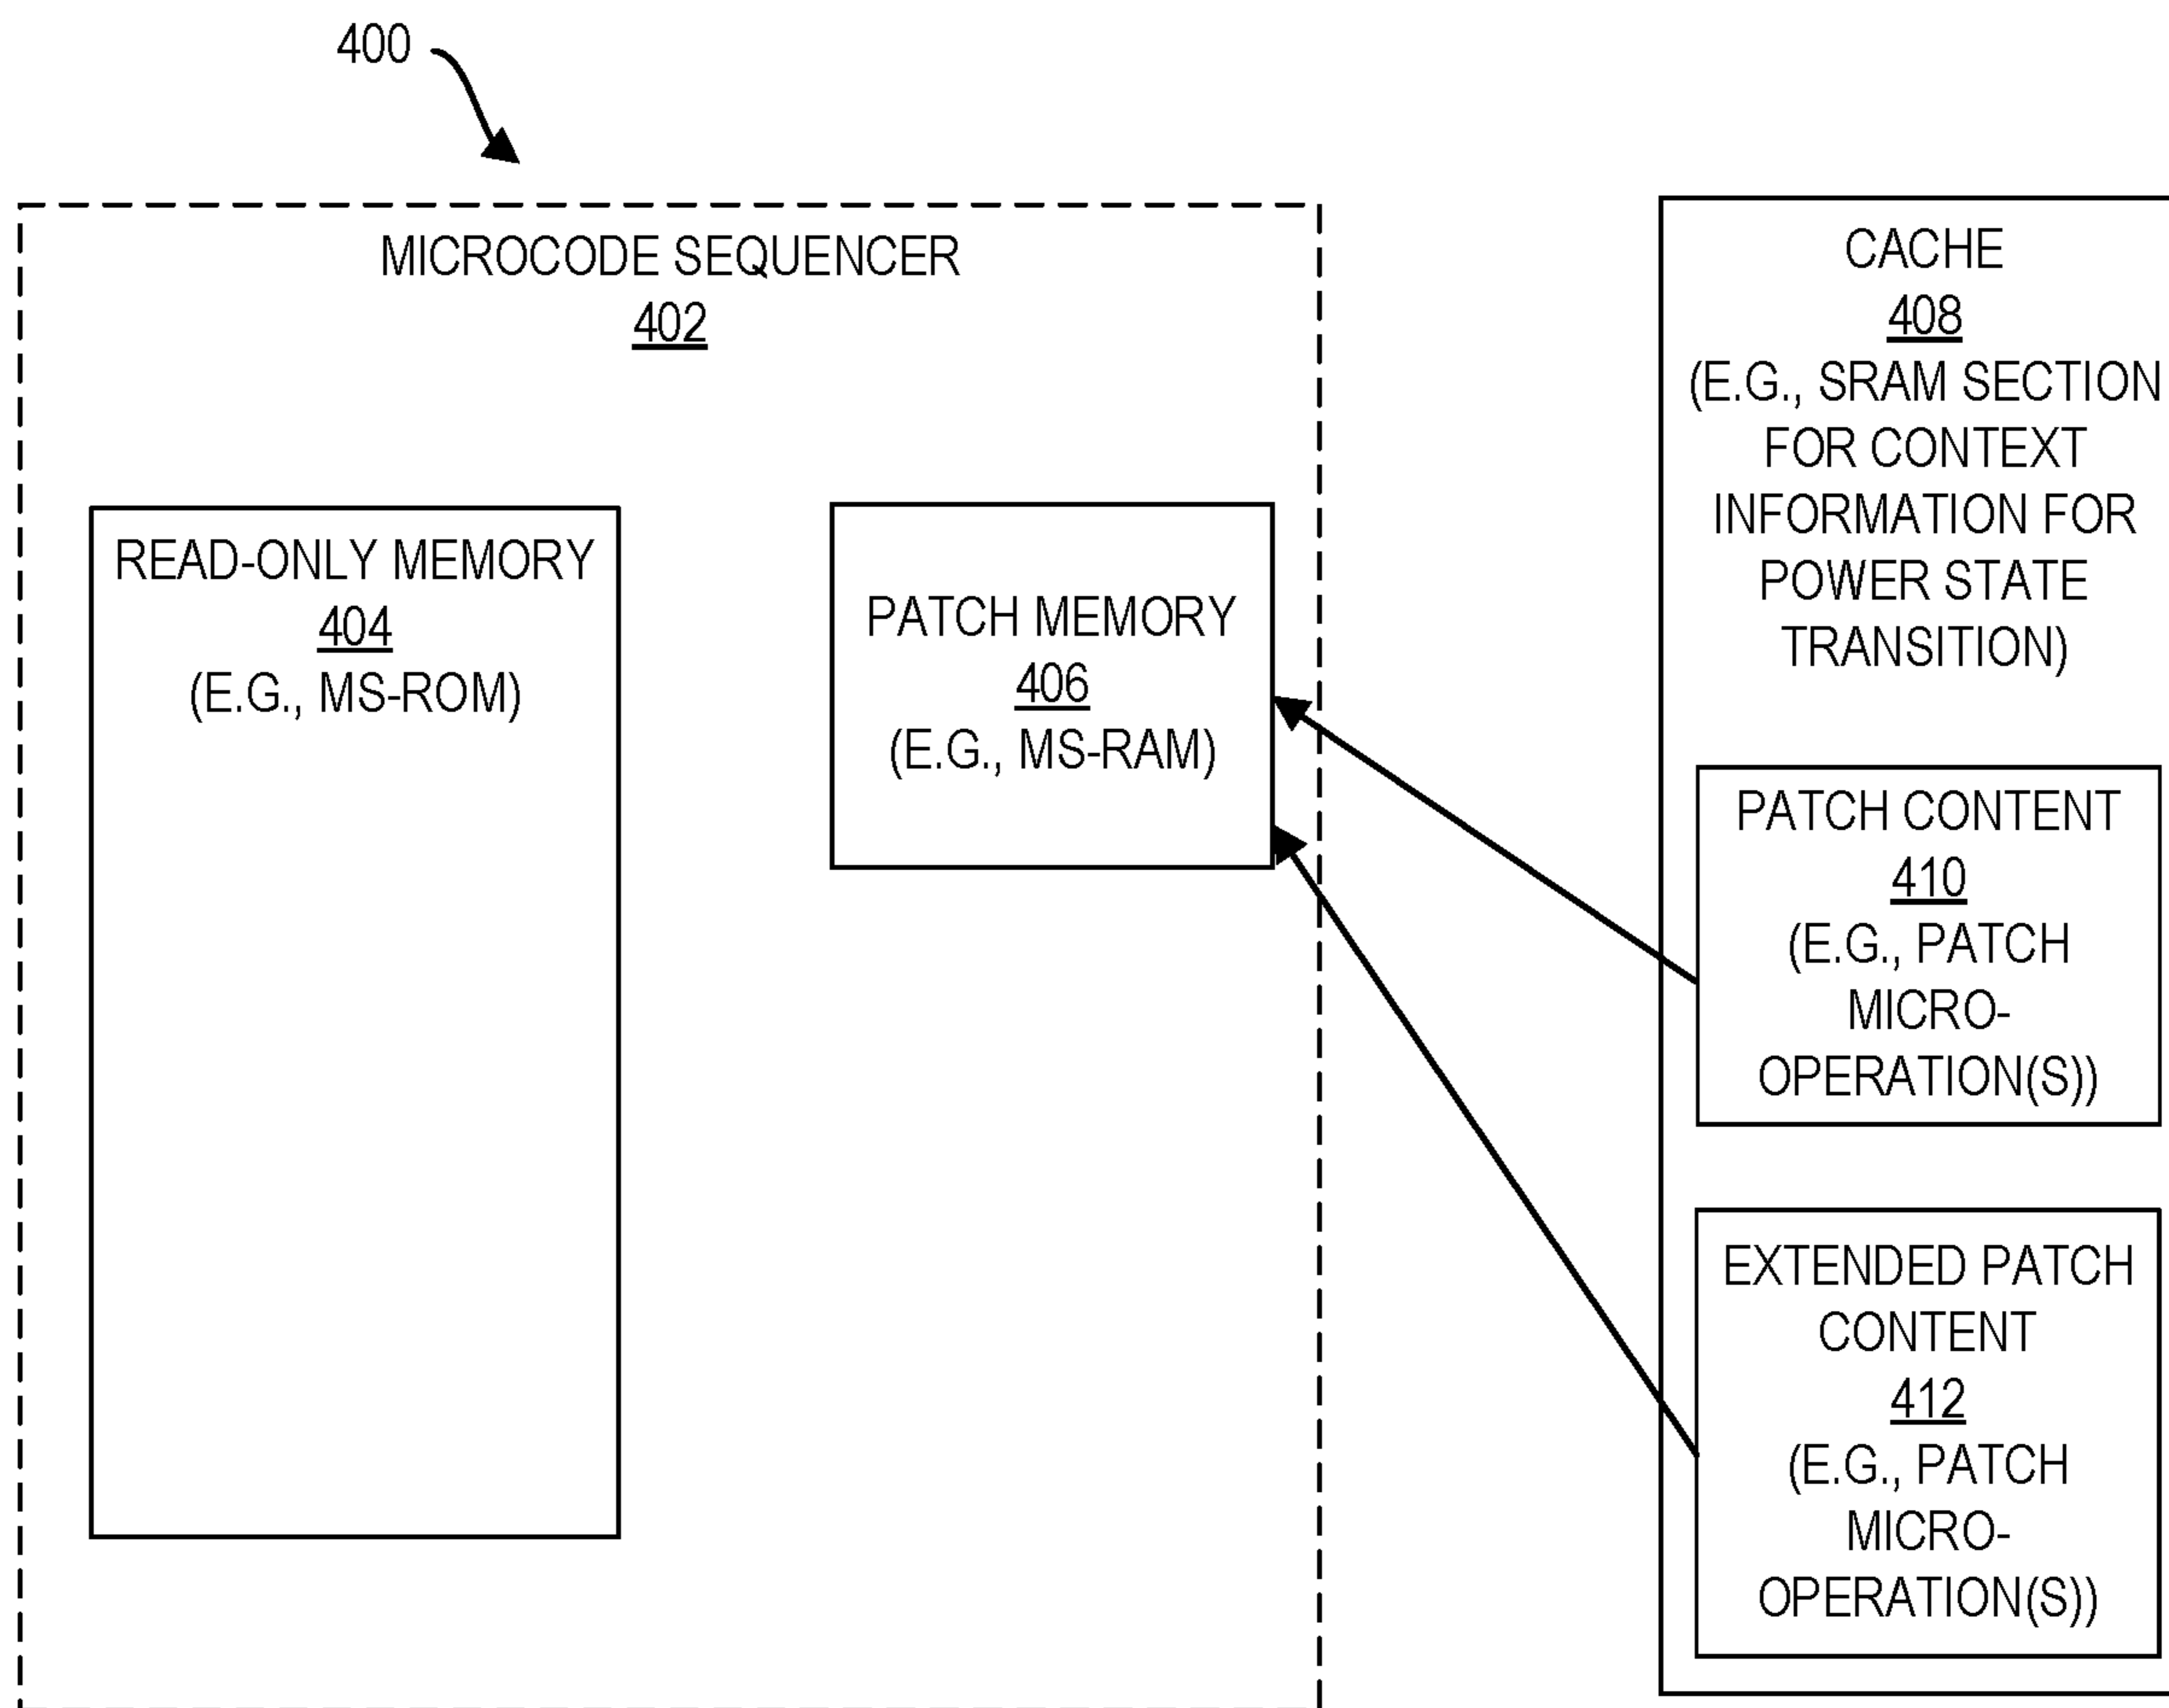 400
MICROCODE SEQUENCER
402
READ-ONLY MEMORY
404
(E.G., MS-ROM)
PATCH MEMORY
406
(E.G., MS-RAM)
CACHE
408
(E.G., SRAM SECTION
FOR CONTEXT
INFORMATION FOR
POWER STATE
TRANSITION)
PATCH CONTENT
410
(E.G., PATCH
MICRO-
OPERATION(S))
EXTENDED PATCH
CONTENT
412
(E.G., PATCH
MICRO-
OPERATION(S))